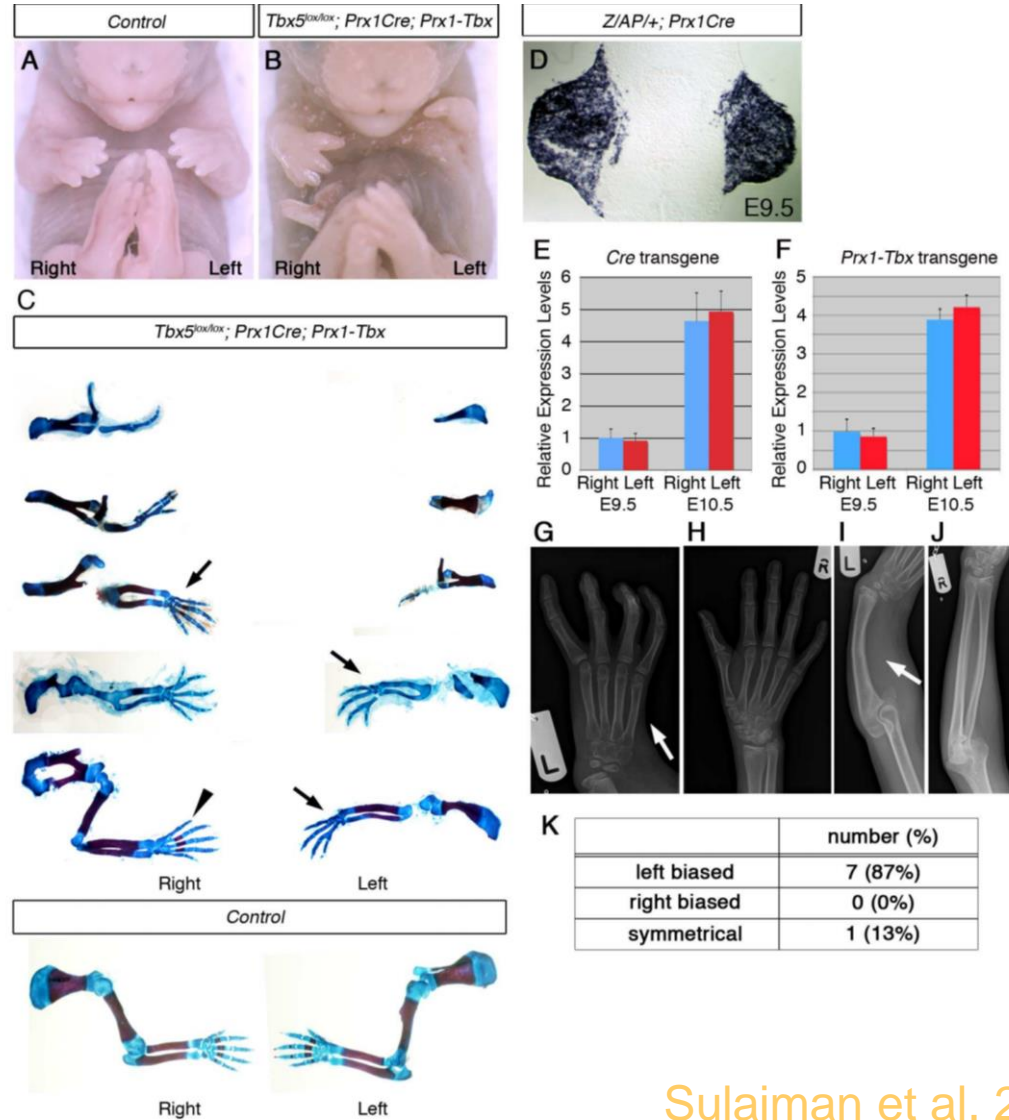 Control
Tbx5lox/lox; Prx1Cre; Prx1-Tbx
Z/AP/+; Prx1Cre
A
Right Left
B
Right Left
D
E9.5
C
Tbx5lox/lox; Prx1Cre; Prx1-Tbx
Right Left
Control
Right Left
E
Cre transgene
Relative Expression Levels
6
5
4
3
2
1
0
Right Left Right Left
E9.5 E10.5
F
Prx1-Tbx transgene
Relative Expression Levels
5
4
3
2
1
0
Right Left Right Left
E9.5 E10.5
G H I J
L R L R
K
number (%)
left biased 7 (87%)
right biased 0 (0%)
symmetrical 1 (13%)
Sulaiman et al, 2